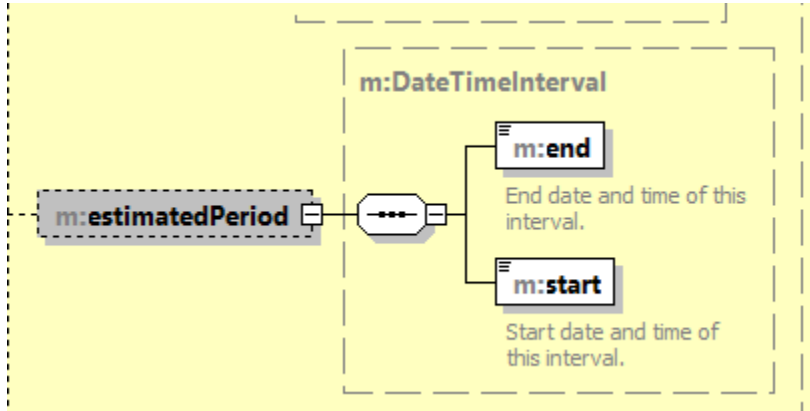 m:DateTimeInterval
m:end
End date and time of this
interval.
m:estimatedPeriod
m:start
Start date and time of
this interval.